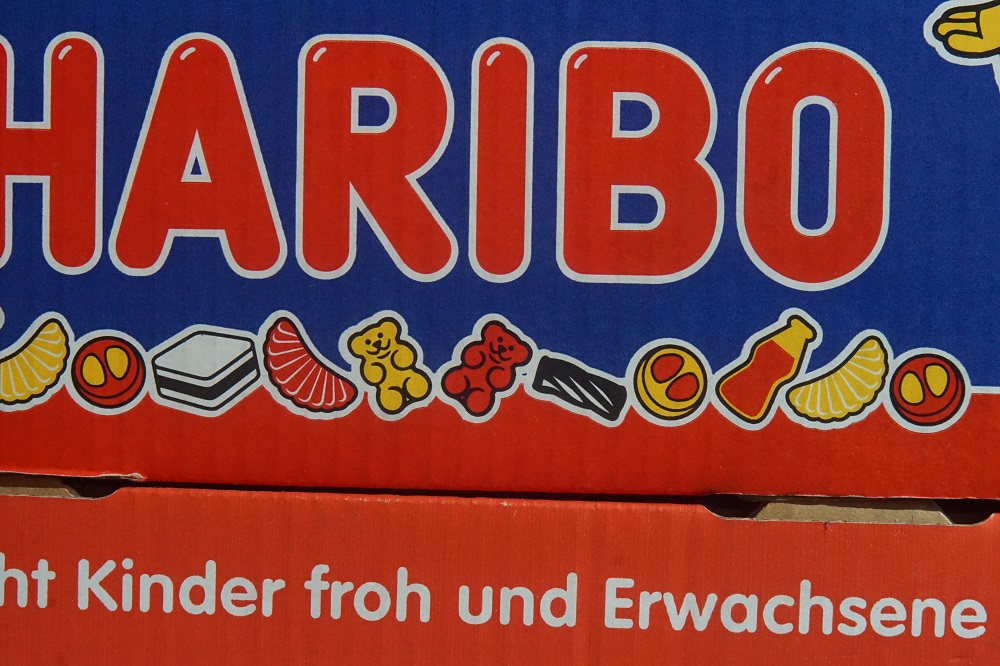 HARIBO
ht Kinder froh und Erwachsene